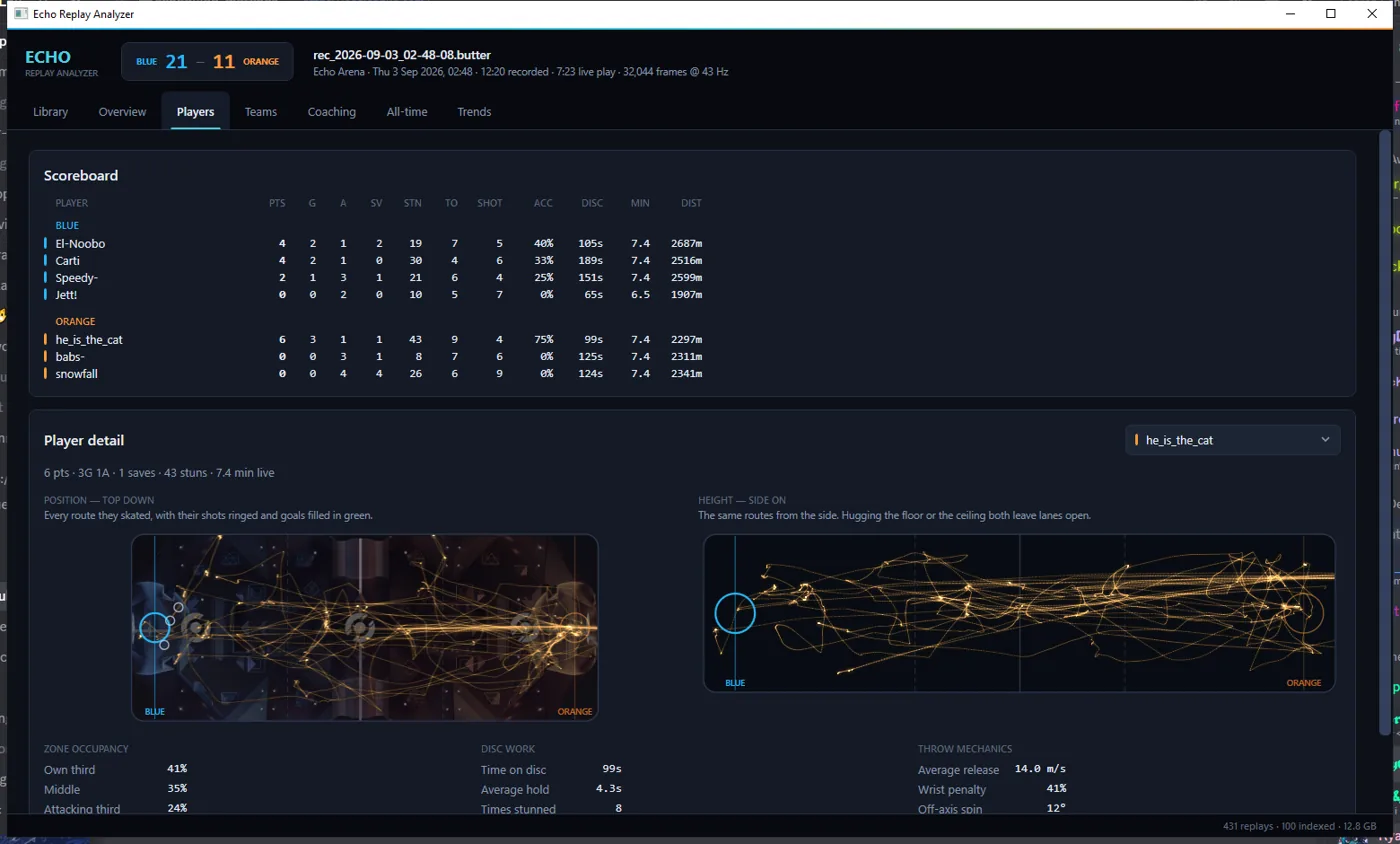 Echo Replay Analyzer
ECHO
REPLAY ANALYZER
BLUE 21 – 11 ORANGE
rec_2026-09-03_02-48-08.butter
Echo Arena · Thu 3 Sep 2026, 02:48 · 12:20 recorded · 7:23 live play · 32,044 frames @ 43 Hz
Library Overview Players Teams Coaching All-time Trends
Scoreboard
PLAYER PTS G A SV STN TO SHOT ACC DISC MIN DIST
BLUE
El-Noobo 4 2 1 2 19 7 5 40% 105s 7.4 2687m
Carti 4 2 1 0 30 4 6 33% 189s 7.4 2516m
Speedy- 2 1 3 1 21 6 4 25% 151s 7.4 2599m
Jett! 0 0 2 0 10 5 7 0% 65s 6.5 1907m
ORANGE
he_is_the_cat 6 3 1 1 43 9 4 75% 99s 7.4 2297m
babs- 0 0 3 1 8 7 6 0% 125s 7.4 2311m
snowfall 0 0 4 4 26 6 9 0% 124s 7.4 2341m
Player detail
he_is_the_cat
6 pts · 3G 1A · 1 saves · 43 stuns · 7.4 min live
POSITION — TOP DOWN
Every route they skated, with their shots ringed and goals filled in green.
BLUE
ORANGE
HEIGHT — SIDE ON
The same routes from the side. Hugging the floor or the ceiling both leave lanes open.
BLUE
ORANGE
ZONE OCCUPANCY
Own third 41%
Middle 35%
Attacking third 24%
DISC WORK
Time on disc 99s
Average hold 4.3s
Times stunned 8
THROW MECHANICS
Average release 14.0 m/s
Wrist penalty 41%
Off-axis spin 12°
431 replays · 100 indexed · 12.8 GB